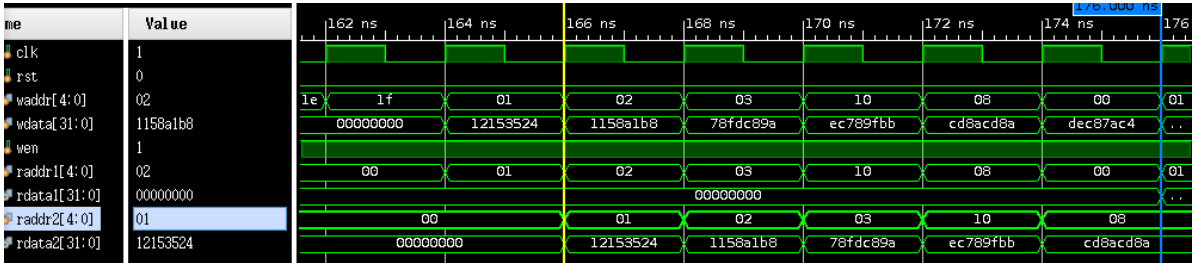 me Value 162 ns 164 ns 166 ns 168 ns 170 ns 172 ns 174 ns 176.000 ns 176
clk 1
rst 0
waddr[4:0] 02 1e 1f 01 02 03 10 08 00 01
wdata[31:0] 1158a1b8 00000000 12153524 1158a1b8 78fdc89a ec789fbb cd8acd8a dec87ac4 ..
wen 1
raddr1[4:0] 02 00 01 02 03 10 08 00 01
rdata1[31:0] 00000000 00000000 ..
raddr2[4:0] 01 00 01 02 03 10 08
rdata2[31:0] 12153524 00000000 12153524 1158a1b8 78fdc89a ec789fbb cd8acd8a